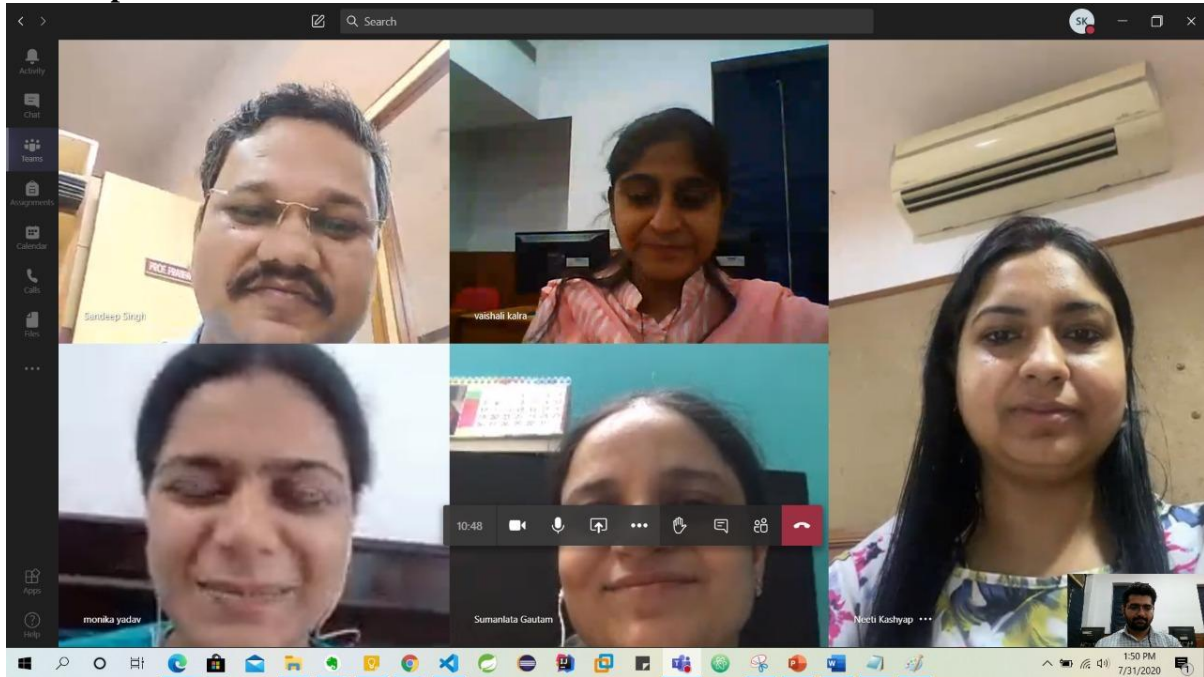 Search
SK
Activity
Chat
Teams
Assignments
Calendar
Calls
Files
Apps
Help
PROF.
Sandeep Singh
vaishali kalra
monika yadav
Sumanlata Gautam
Neeti Kashyap
10:48
1:50 PM
7/31/2020